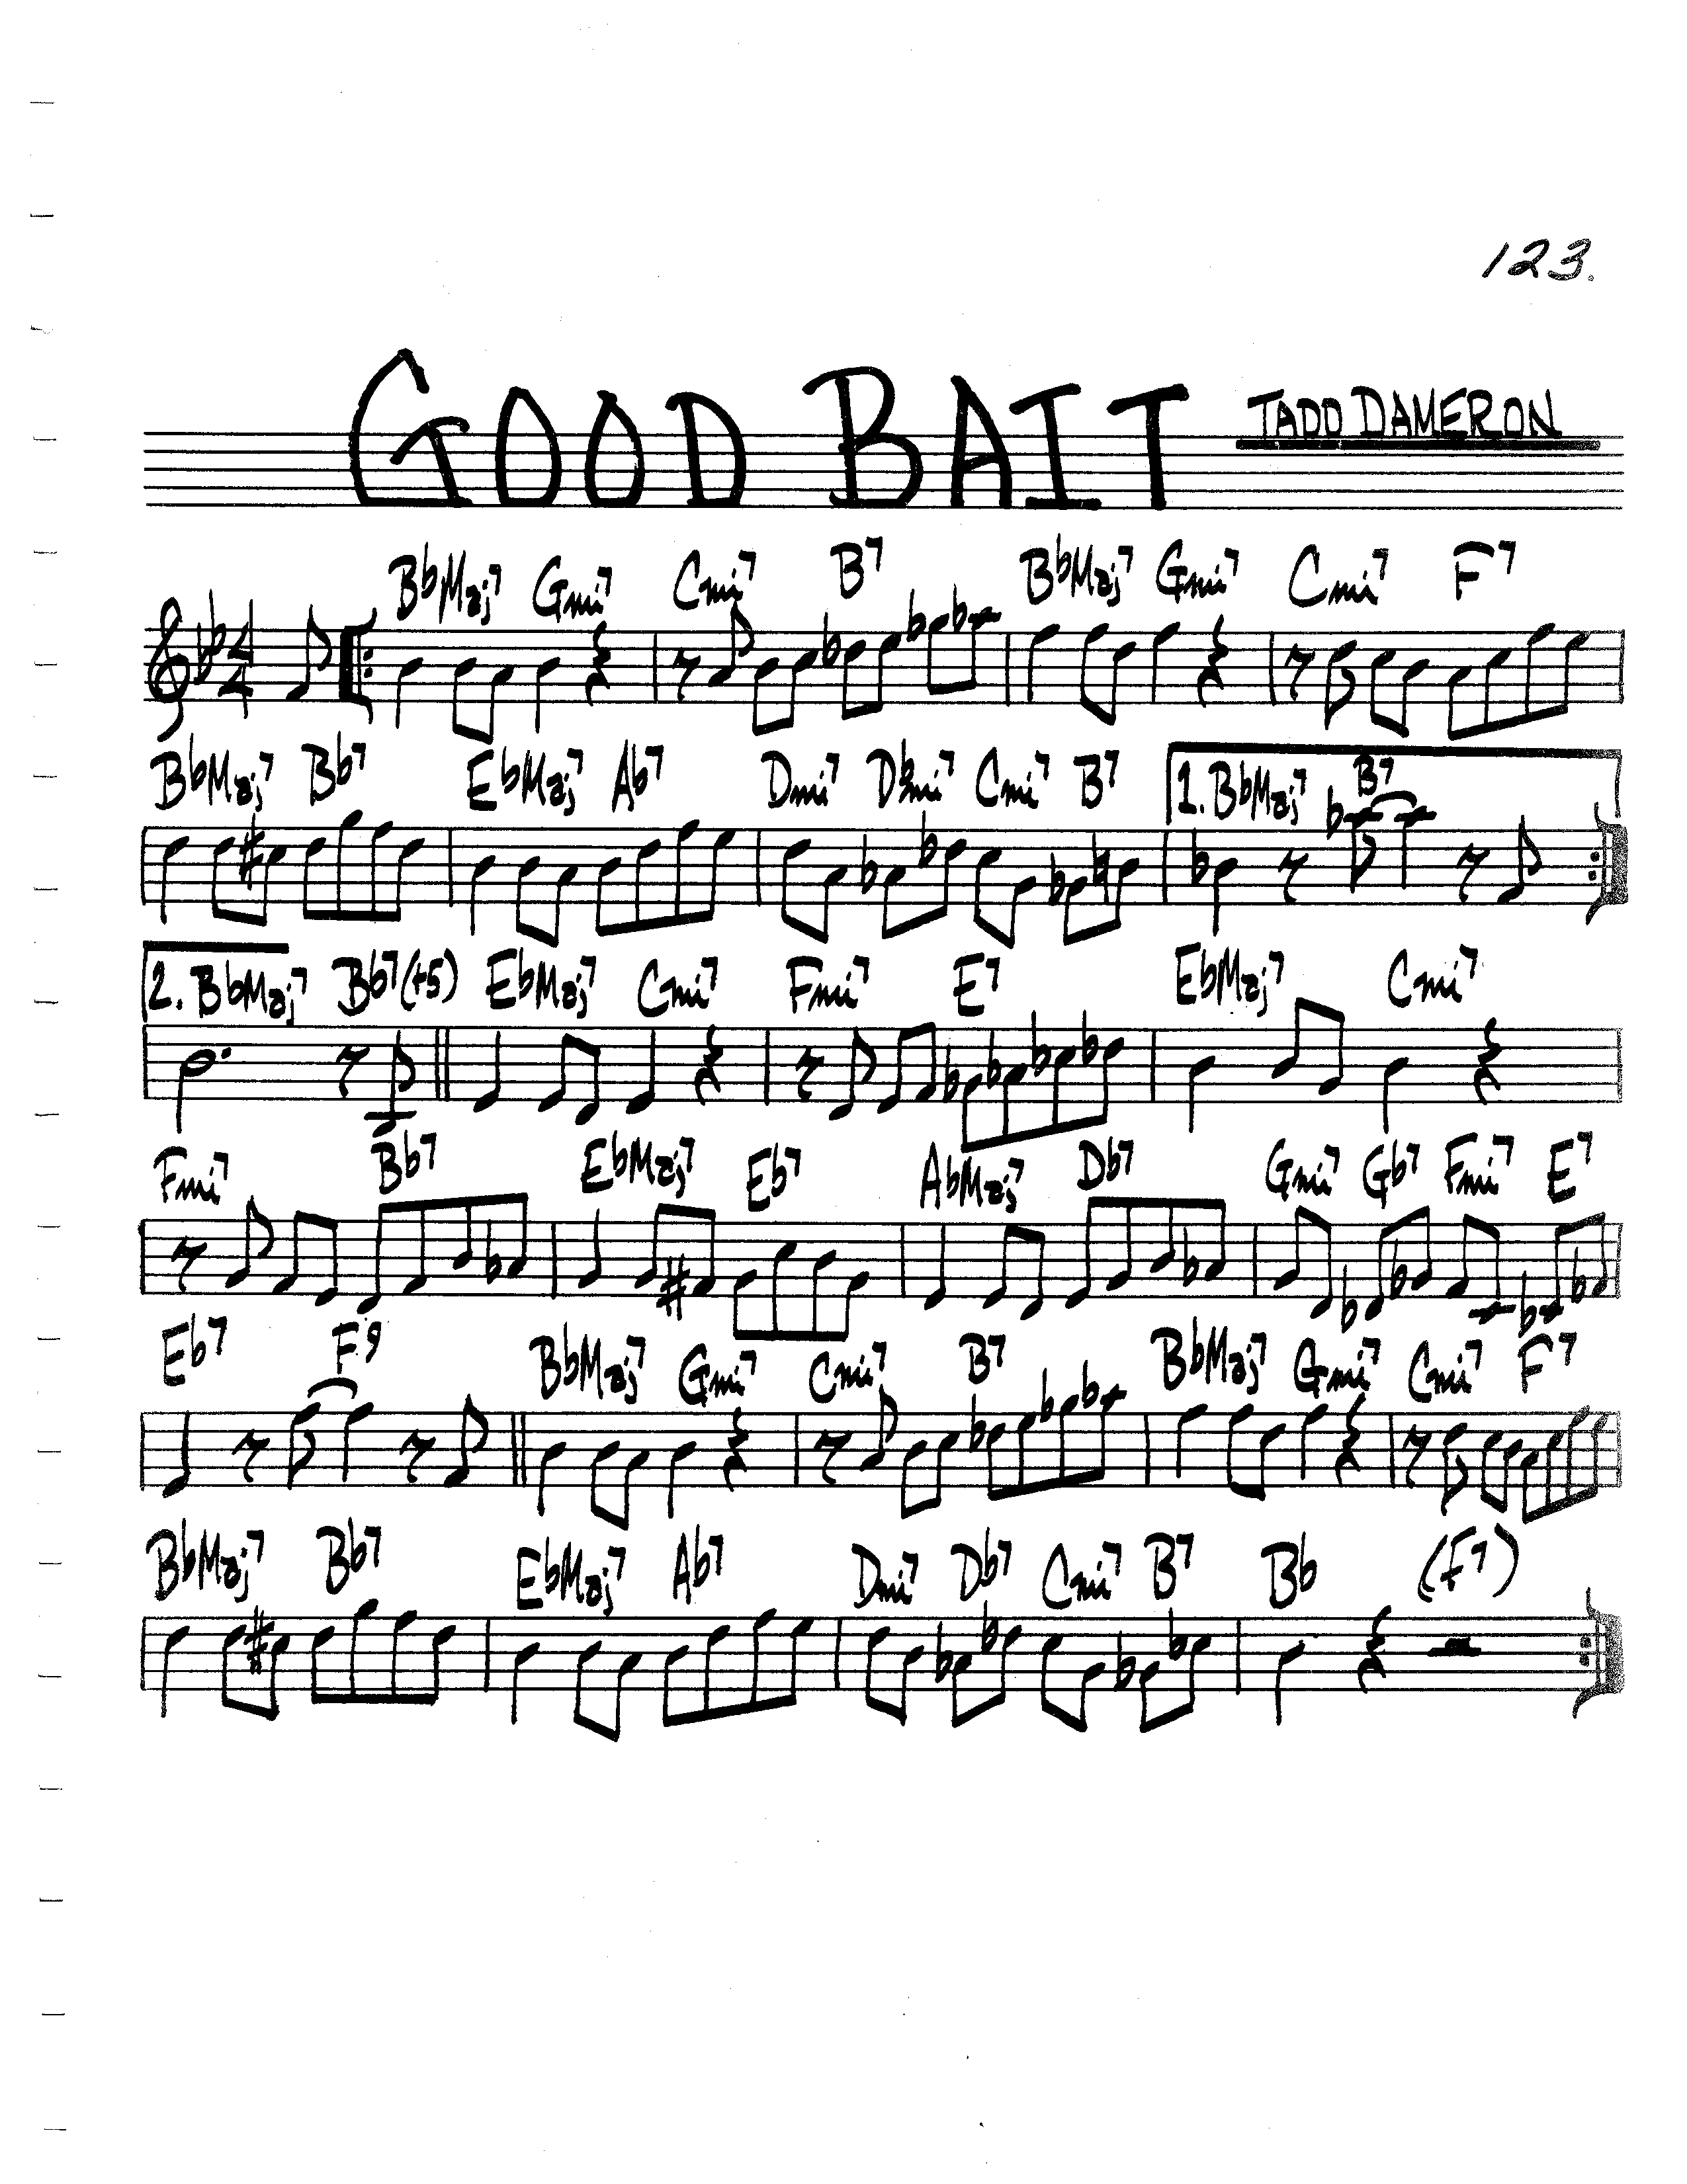 123.
GOOD BAIT TADD DAMERON
BbMaj7 Gmi7 Cmi7 B7 BbMaj7 Gmi7 Cmi7 F7
4/4
BbMaj7 Bb7 EbMaj7 Ab7 Dmi7 Dbmi7 Cmi7 B7 1. BbMaj7 B7
2. BbMaj7 Bb7(+5) EbMaj7 Cmi7 Fmi7 E7 EbMaj7 Cmi7
Fmi7 Bb7 EbMaj7 Eb7 AbMaj7 Db7 Gmi7 Gb7 Fmi7 E7
Eb7 F9 BbMaj7 Gmi7 Cmi7 B7 BbMaj7 Gmi7 Cmi7 F7
BbMaj7 Bb7 EbMaj7 Ab7 Dmi7 Db7 Cmi7 B7 Bb (F7)